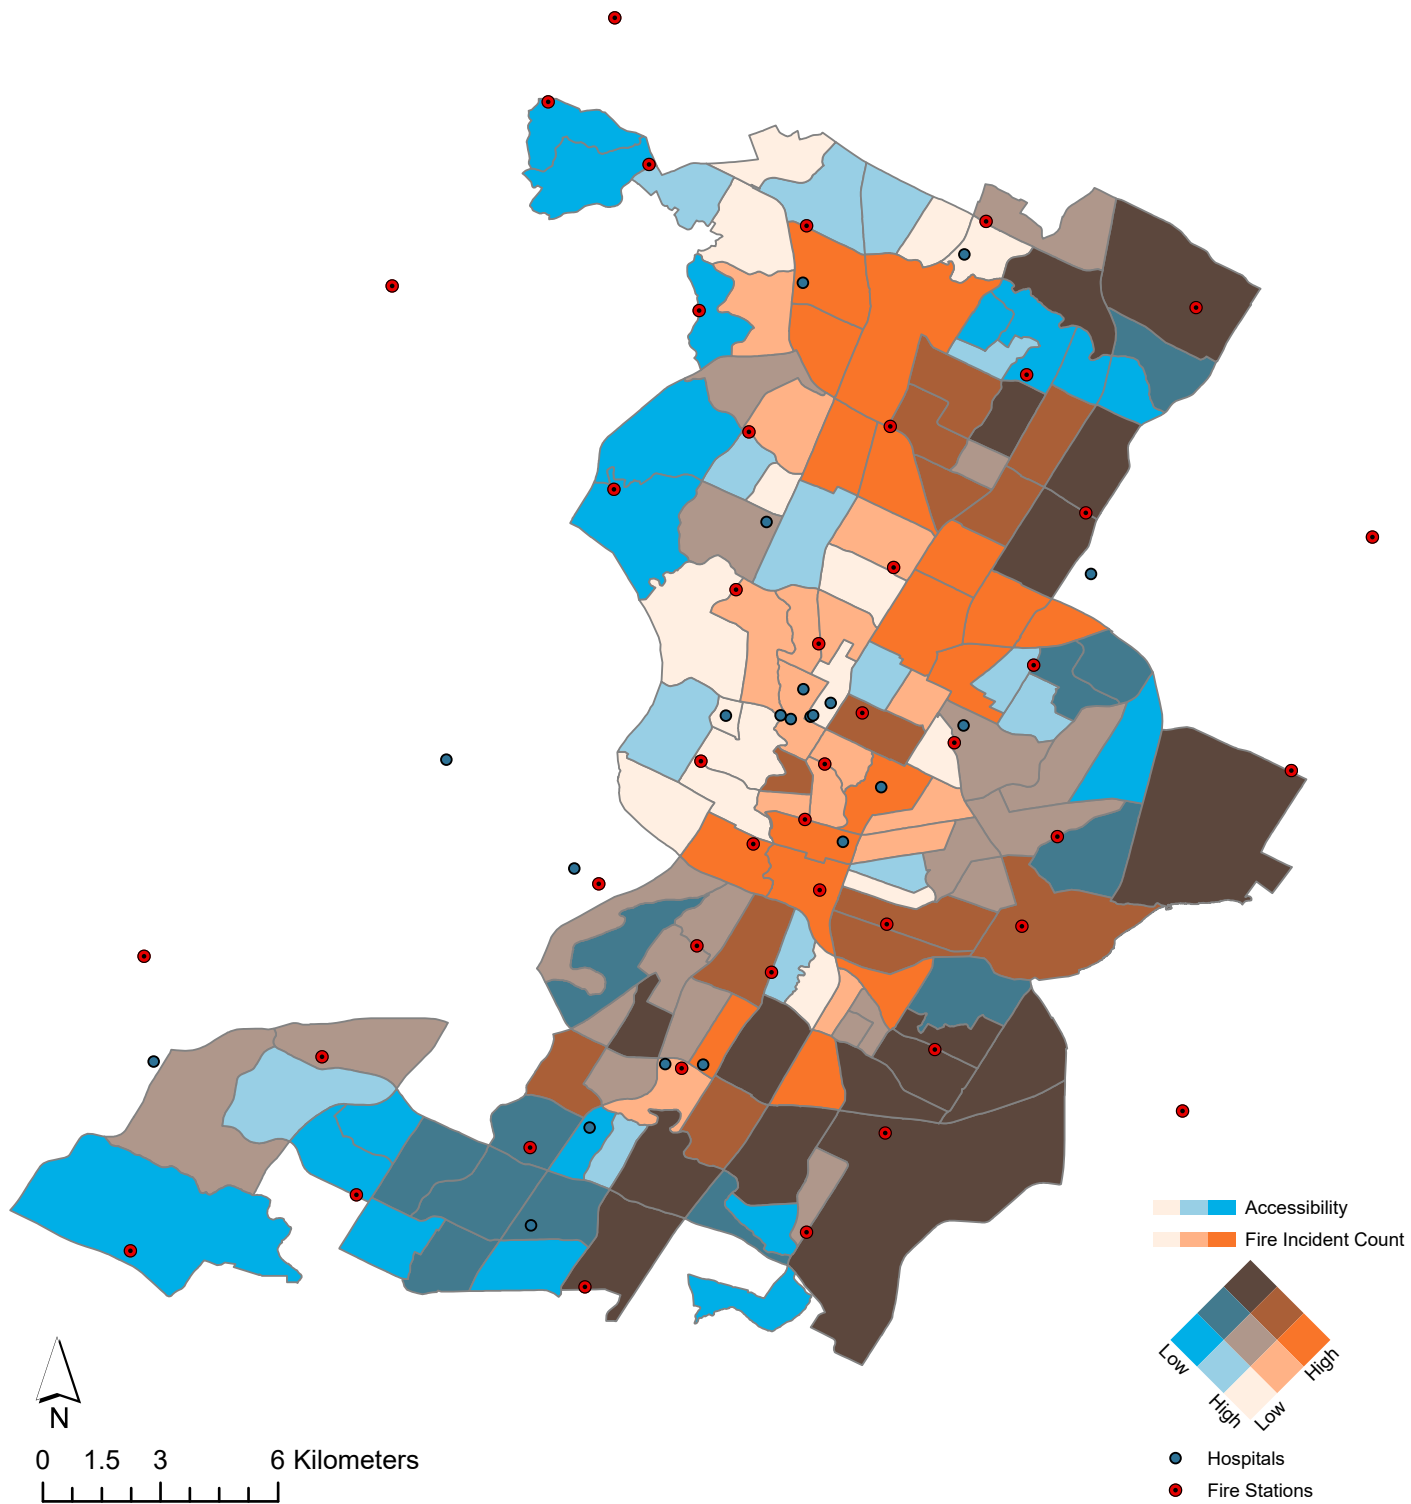 Accessibility
Fire Incident Count
Low
High
High
Low
Hospitals
Fire Stations
N
0 1.5 3 6 Kilometers